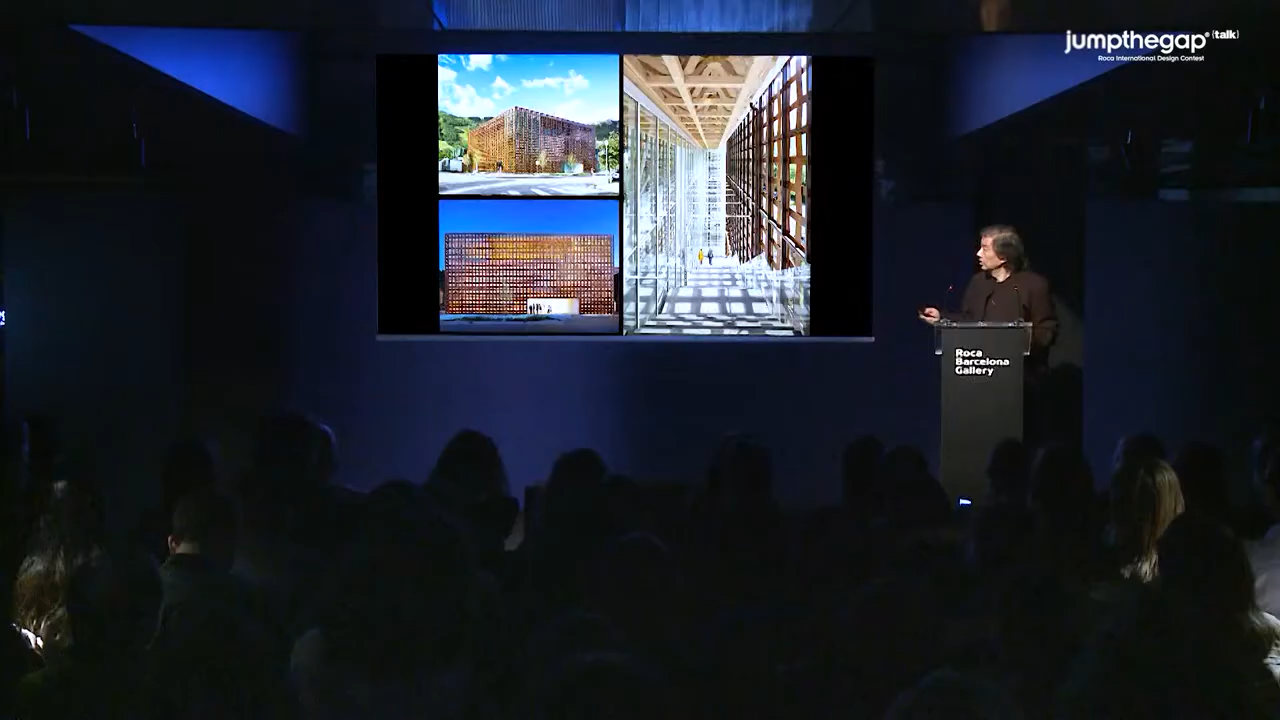 jumpthegap® (talk)
Roca International Design Contest
Roca
Barcelona
Gallery